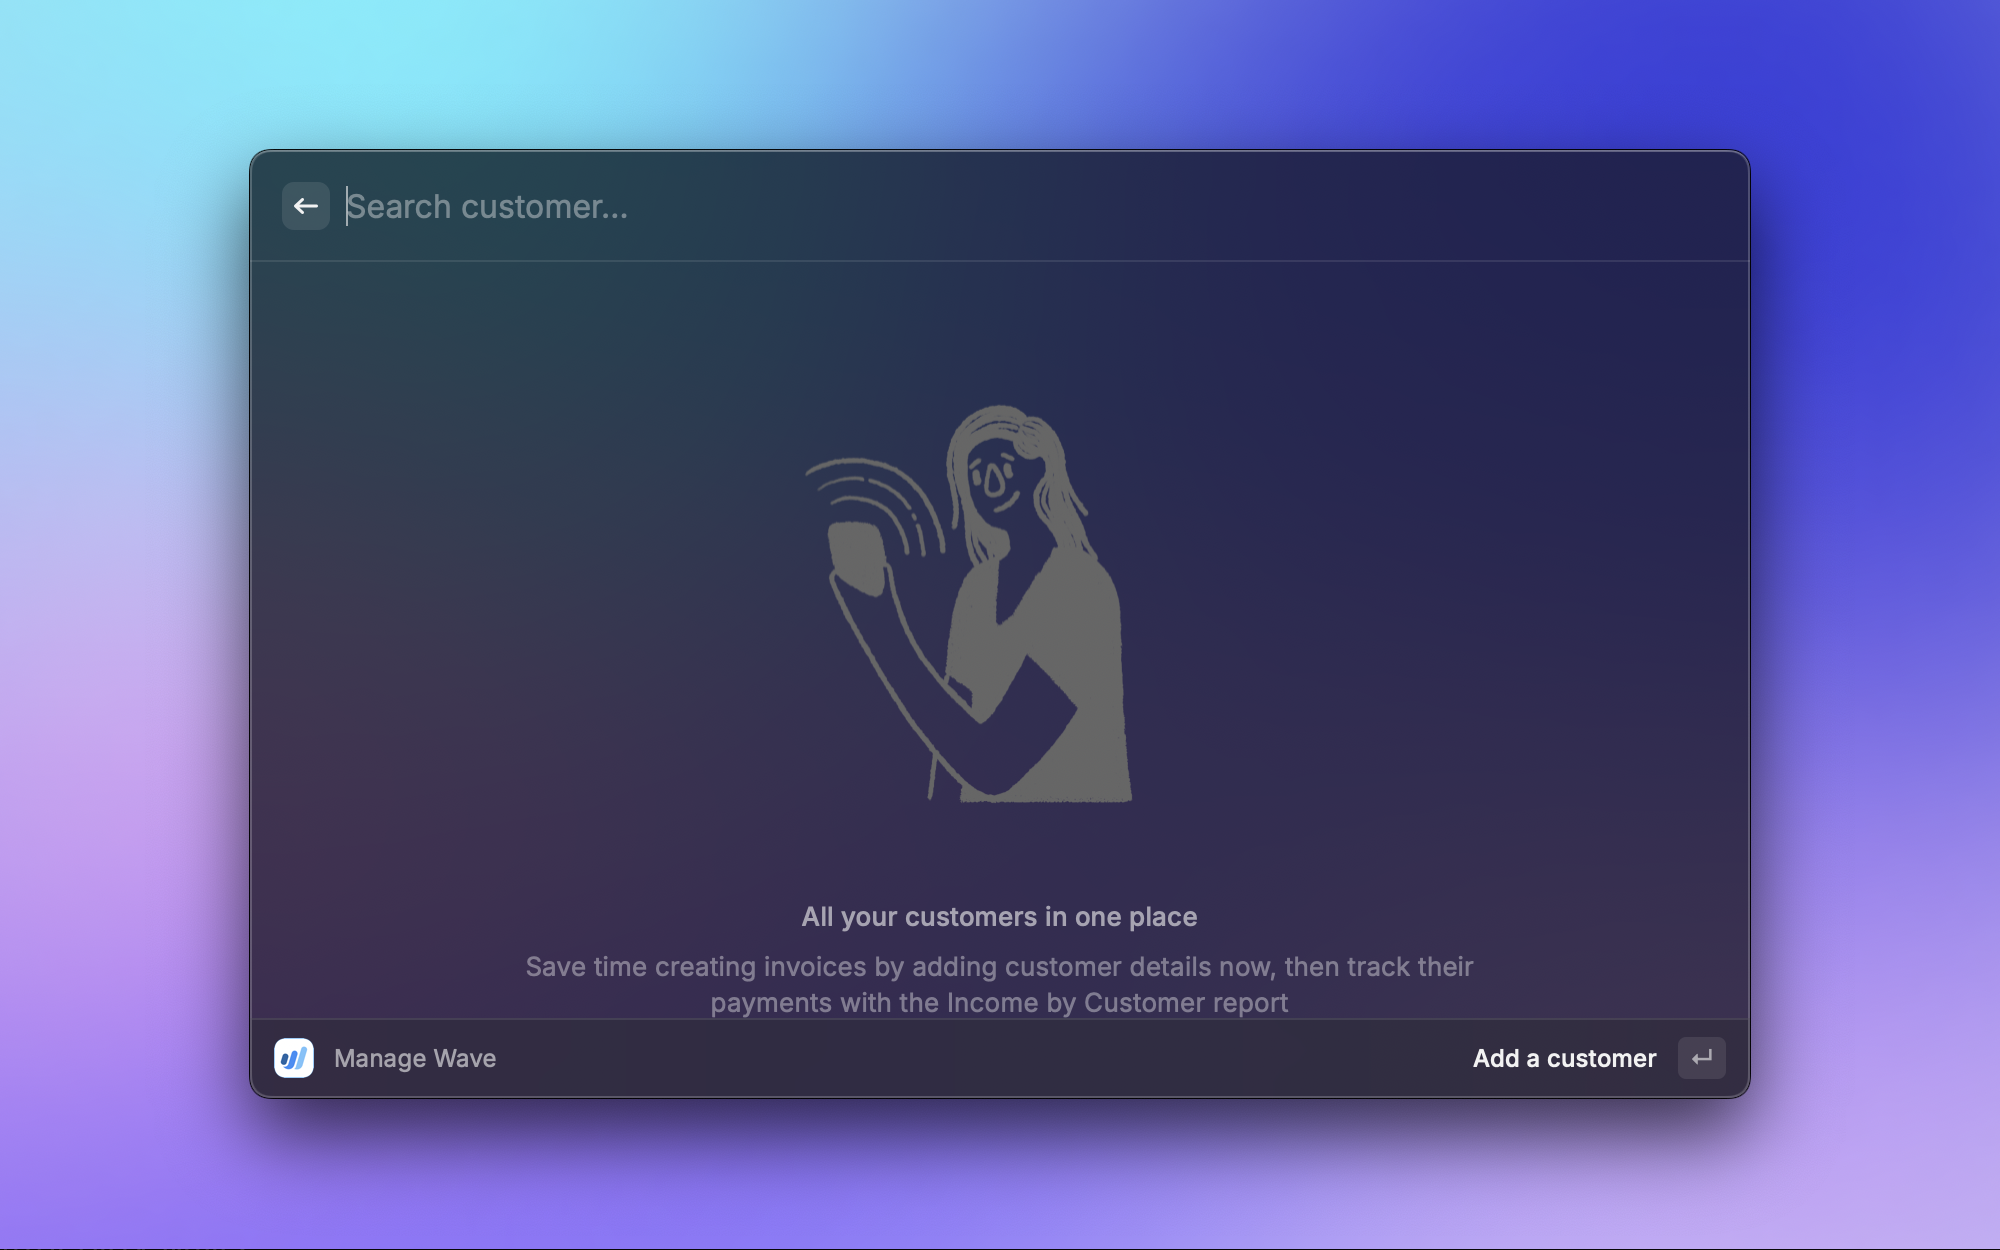 Search customer...
All your customers in one place
Save time creating invoices by adding customer details now, then track their
payments with the Income by Customer report
Manage Wave
Add a customer